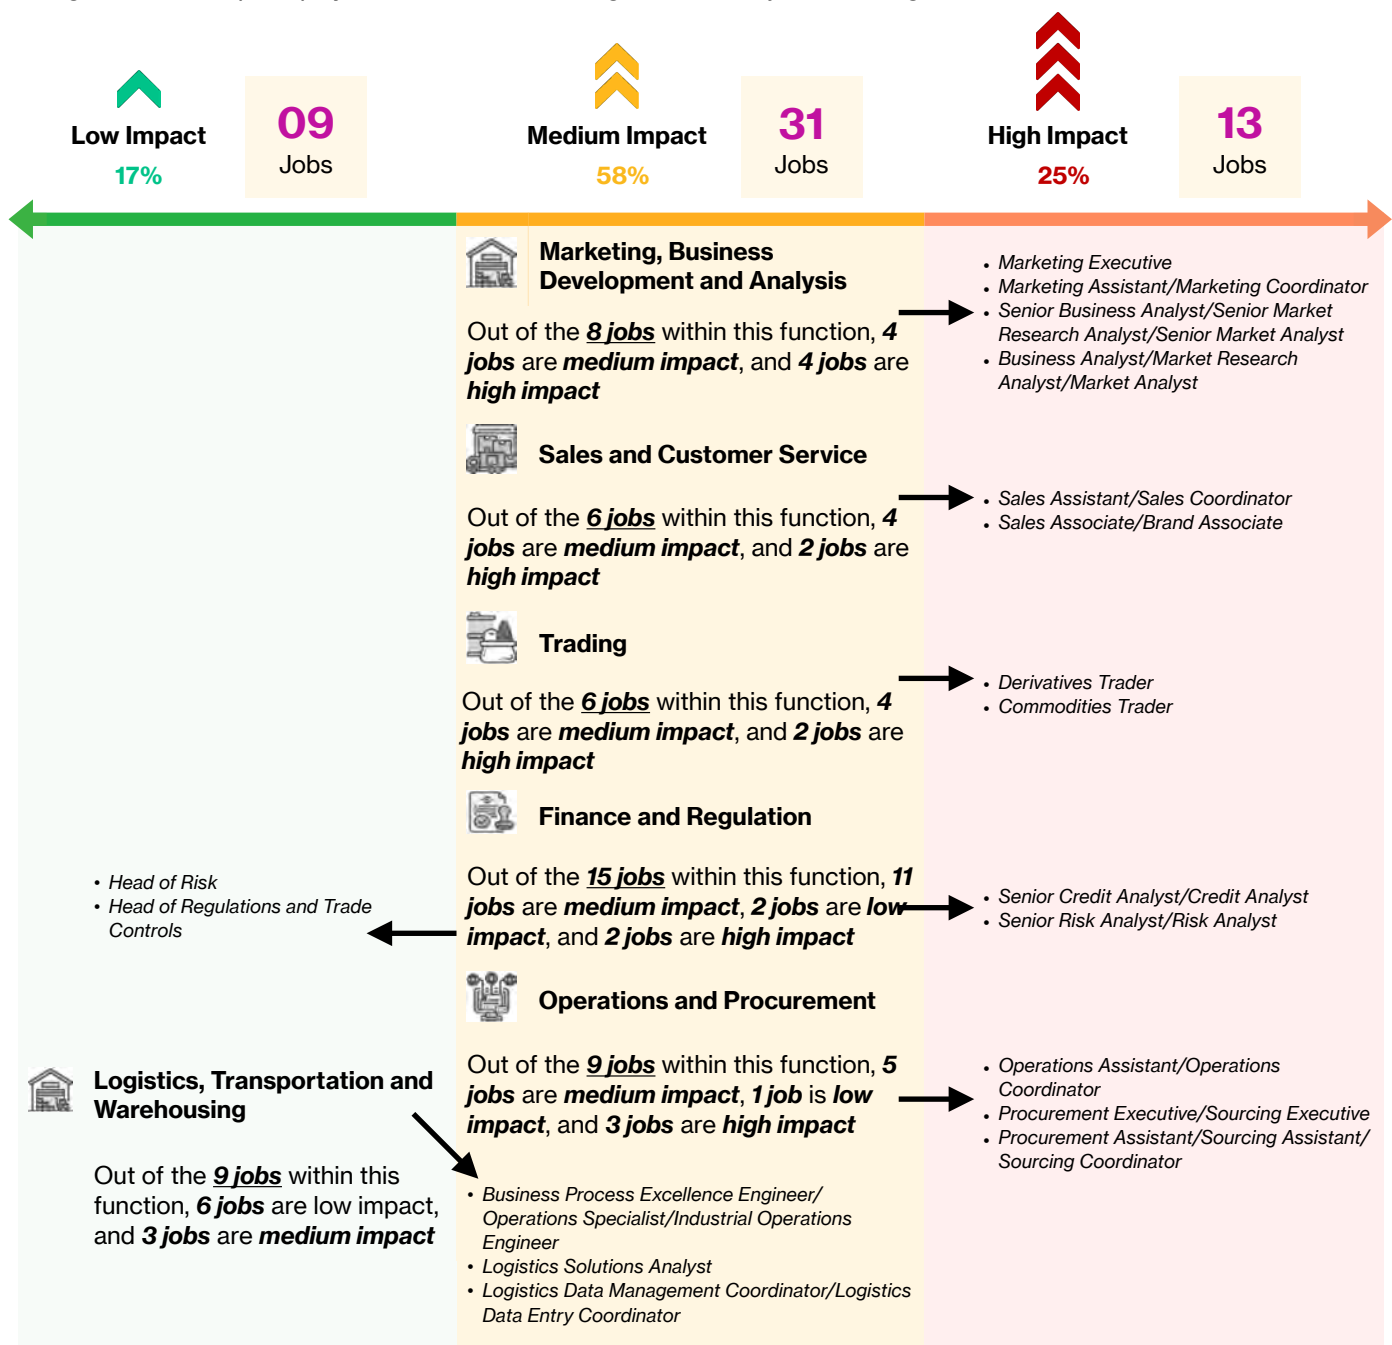 Low Impact
17%
09
Jobs
Medium Impact
58%
31
Jobs
High Impact
25%
13
Jobs
Marketing, Business
Development and Analysis
Out of the 8 jobs within this function, 4
jobs are medium impact, and 4 jobs are
high impact
• Marketing Executive
• Marketing Assistant/Marketing Coordinator
• Senior Business Analyst/Senior Market
Research Analyst/Senior Market Analyst
• Business Analyst/Market Research
Analyst/Market Analyst
Sales and Customer Service
Out of the 6 jobs within this function, 4
jobs are medium impact, and 2 jobs are
high impact
• Sales Assistant/Sales Coordinator
• Sales Associate/Brand Associate
Trading
Out of the 6 jobs within this function, 4
jobs are medium impact, and 2 jobs are
high impact
• Derivatives Trader
• Commodities Trader
Finance and Regulation
Out of the 15 jobs within this function, 11
jobs are medium impact, 2 jobs are low
impact, and 2 jobs are high impact
• Head of Risk
• Head of Regulations and Trade
Controls
• Senior Credit Analyst/Credit Analyst
• Senior Risk Analyst/Risk Analyst
Operations and Procurement
Out of the 9 jobs within this function, 5
jobs are medium impact, 1 job is low
impact, and 3 jobs are high impact
• Operations Assistant/Operations
Coordinator
• Procurement Executive/Sourcing Executive
• Procurement Assistant/Sourcing Assistant/
Sourcing Coordinator
Logistics, Transportation and
Warehousing
Out of the 9 jobs within this
function, 6 jobs are low impact,
and 3 jobs are medium impact
• Business Process Excellence Engineer/
Operations Specialist/Industrial Operations
Engineer
• Logistics Solutions Analyst
• Logistics Data Management Coordinator/Logistics
Data Entry Coordinator